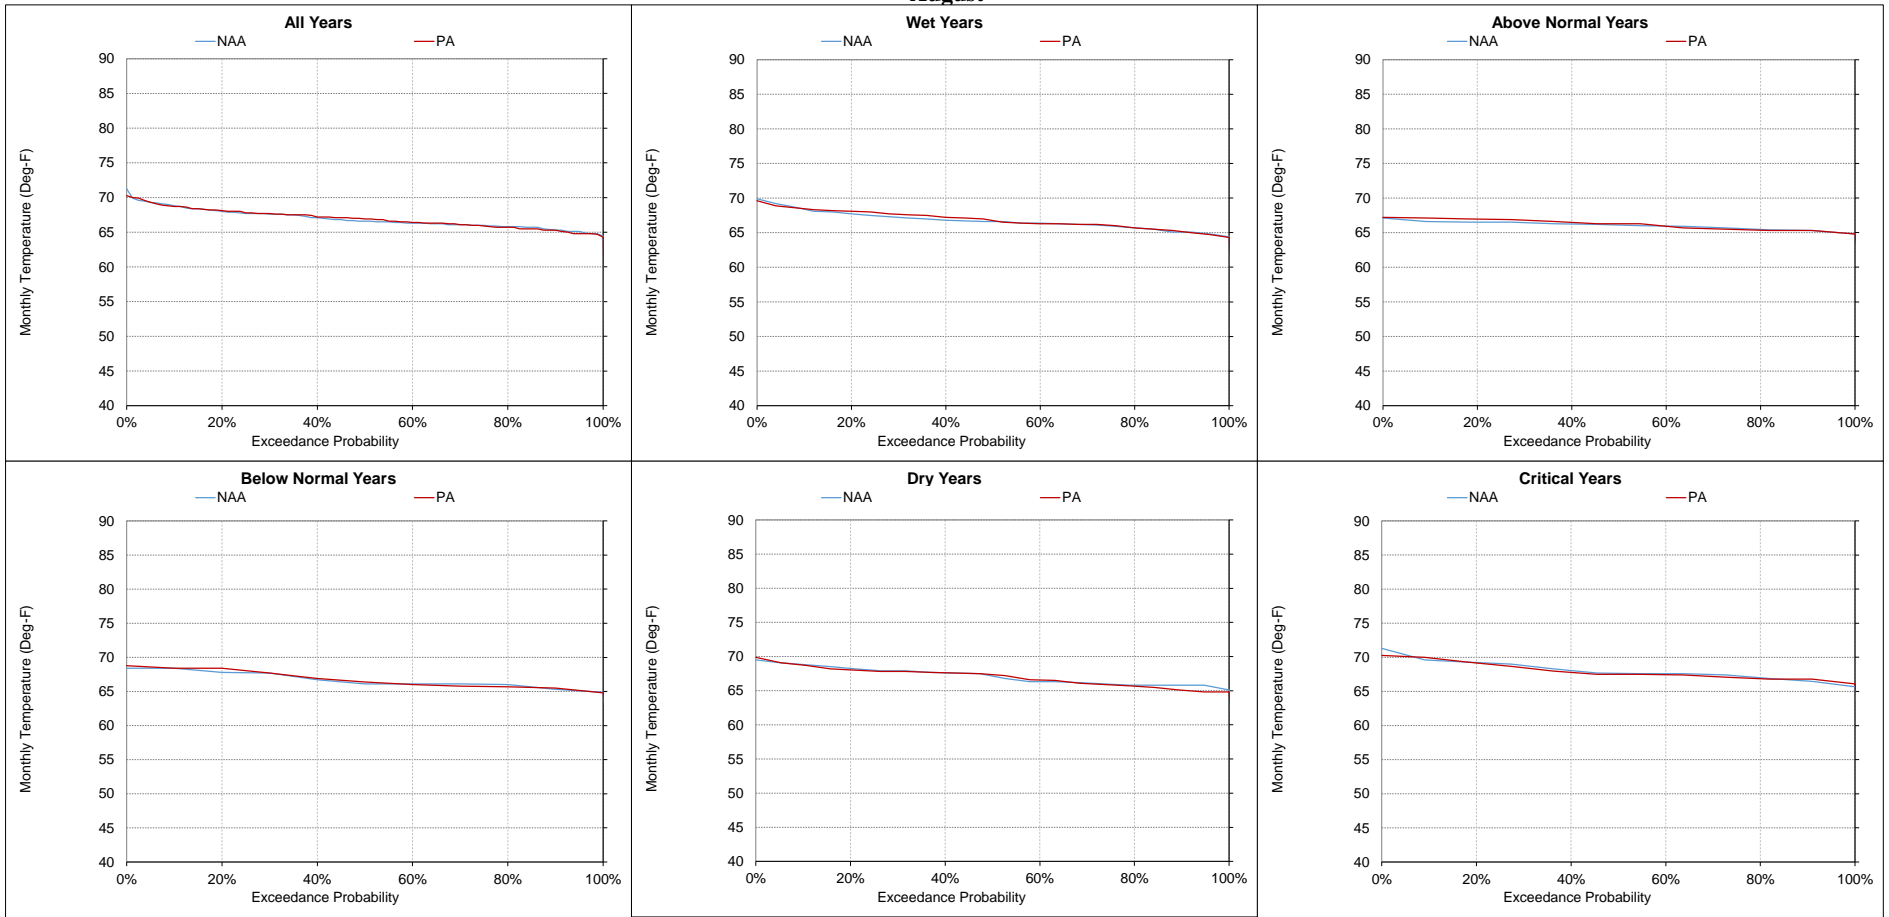 August
All Years
NAA PA
90
85
80
75
70
65
60
55
50
45
40
0% 20% 40% 60% 80% 100%
Monthly Temperature (Deg-F)
Exceedance Probability
Wet Years
NAA PA
90
85
80
75
70
65
60
55
50
45
40
0% 20% 40% 60% 80% 100%
Monthly Temperature (Deg-F)
Exceedance Probability
Above Normal Years
NAA PA
90
85
80
75
70
65
60
55
50
45
40
0% 20% 40% 60% 80% 100%
Monthly Temperature (Deg-F)
Exceedance Probability
Below Normal Years
NAA PA
90
85
80
75
70
65
60
55
50
45
40
0% 20% 40% 60% 80% 100%
Monthly Temperature (Deg-F)
Exceedance Probability
Dry Years
NAA PA
90
85
80
75
70
65
60
55
50
45
40
0% 20% 40% 60% 80% 100%
Monthly Temperature (Deg-F)
Exceedance Probability
Critical Years
NAA PA
90
85
80
75
70
65
60
55
50
45
40
0% 20% 40% 60% 80% 100%
Monthly Temperature (Deg-F)
Exceedance Probability